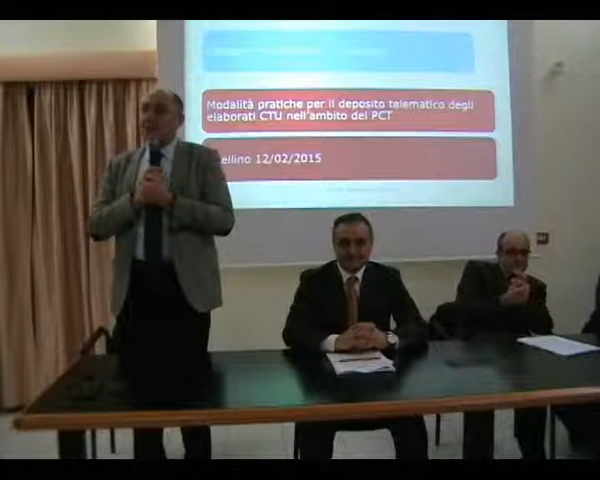 Modalità pratiche per il deposito telematico degli
elaborati CTU nell'ambito del PCT
ellino 12/02/2015